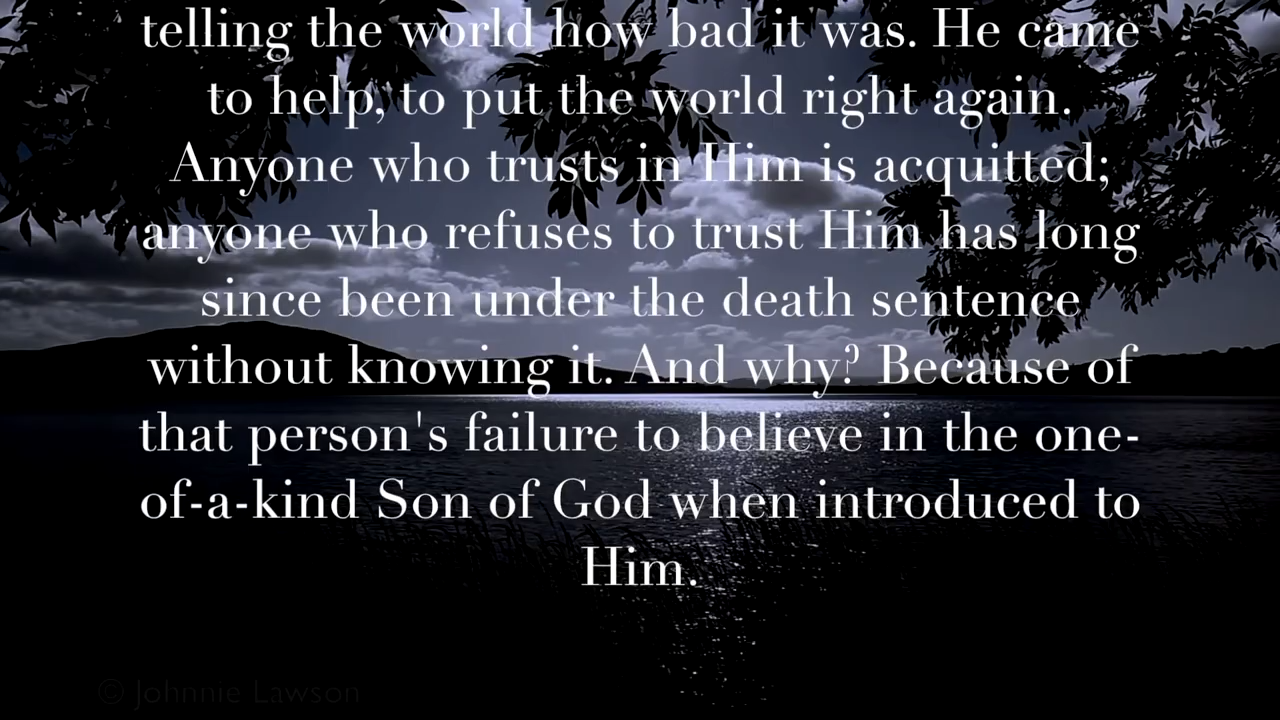 telling the world how bad it was. He came
to help, to put the world right again.
Anyone who trusts in Him is acquitted;
anyone who refuses to trust Him has long
since been under the death sentence
without knowing it. And why? Because of
that person's failure to believe in the one-
of-a-kind Son of God when introduced to
Him.
© Johnnie Lawson